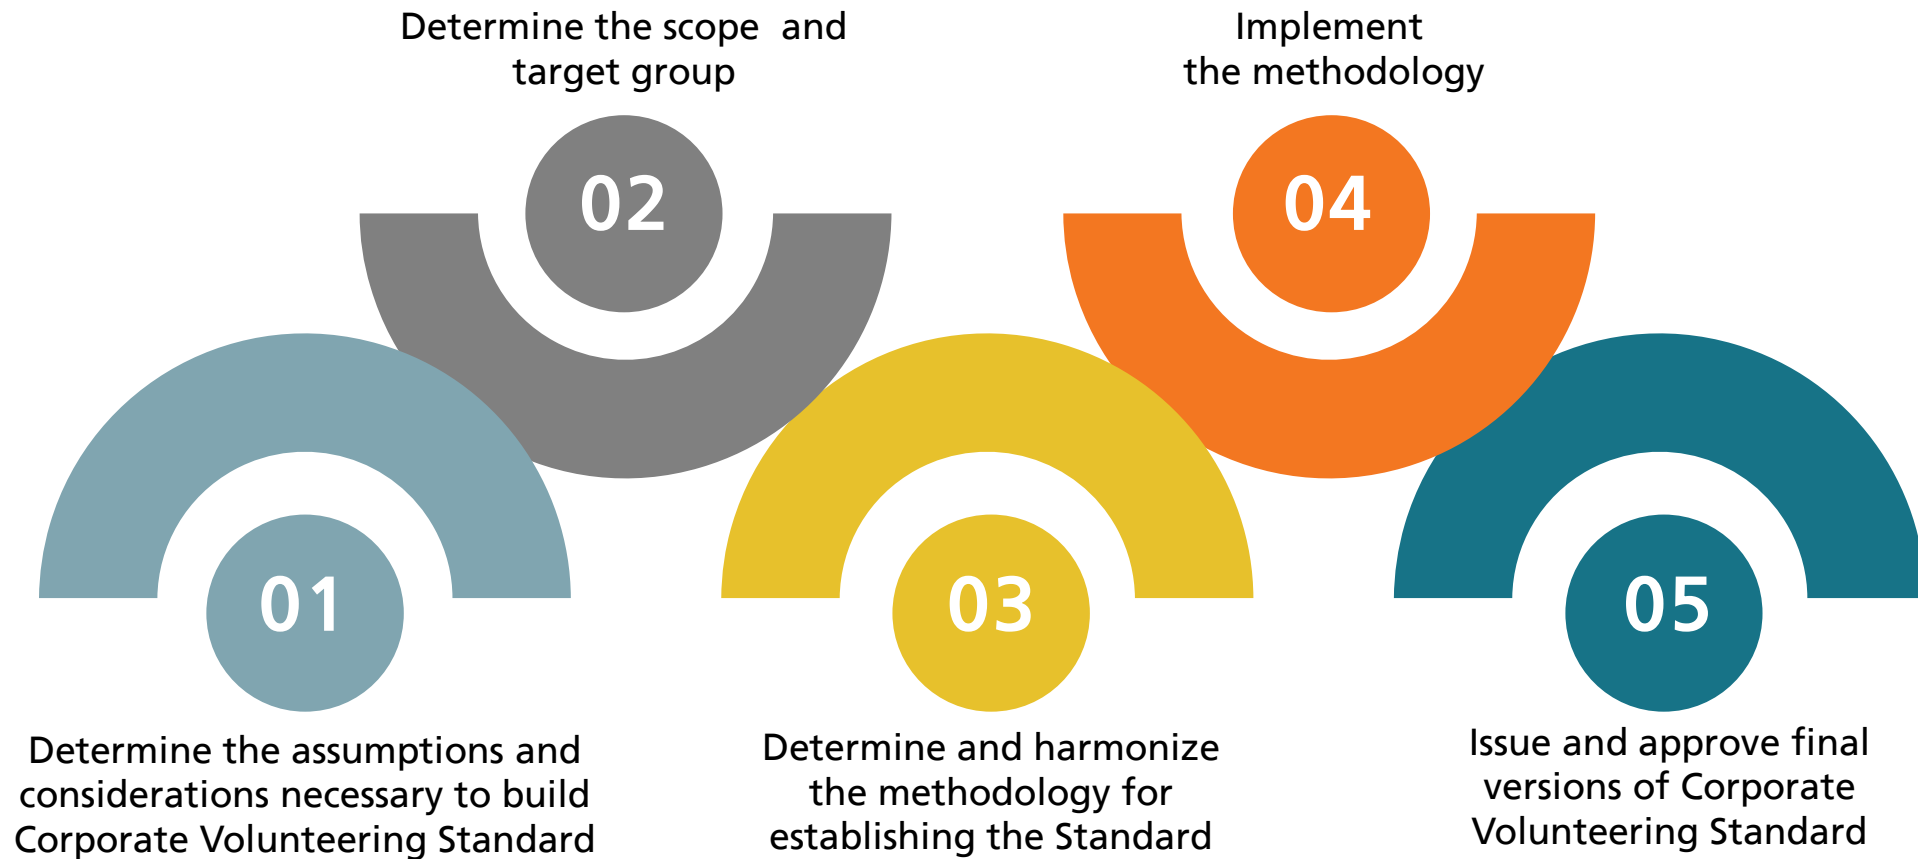 01
Determine the assumptions and
considerations necessary to build
Corporate Volunteering Standard
Determine the scope and
target group
02
03
Determine and harmonize
the methodology for
establishing the Standard
Implement
the methodology
04
05
Issue and approve final
versions of Corporate
Volunteering Standard